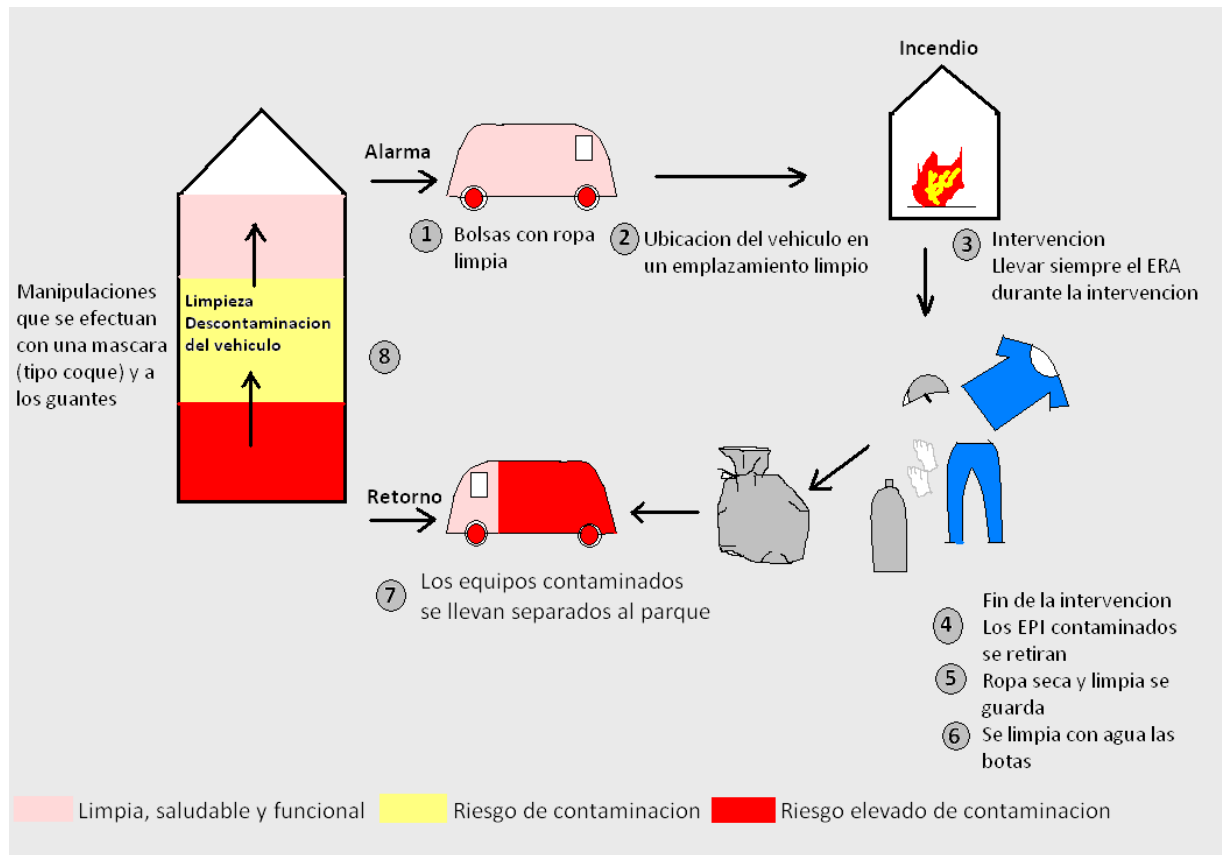 Incendio
Alarma
1 Bolsas con ropa
limpia
2 Ubicacion del vehiculo en
un emplazamiento limpio
3 Intervencion
Llevar siempre el ERA
durante la intervencion
Manipulaciones
que se efectuan
con una mascara
(tipo coque) y a
los guantes
Limpieza
Descontaminacion
del vehiculo
8
Retorno
7 Los equipos contaminados
se llevan separados al parque
Fin de la intervencion
4 Los EPI contaminados
se retiran
5 Ropa seca y limpia se
guarda
6 Se limpia con agua las
botas
Limpia, saludable y funcional
Riesgo de contaminacion
Riesgo elevado de contaminacion